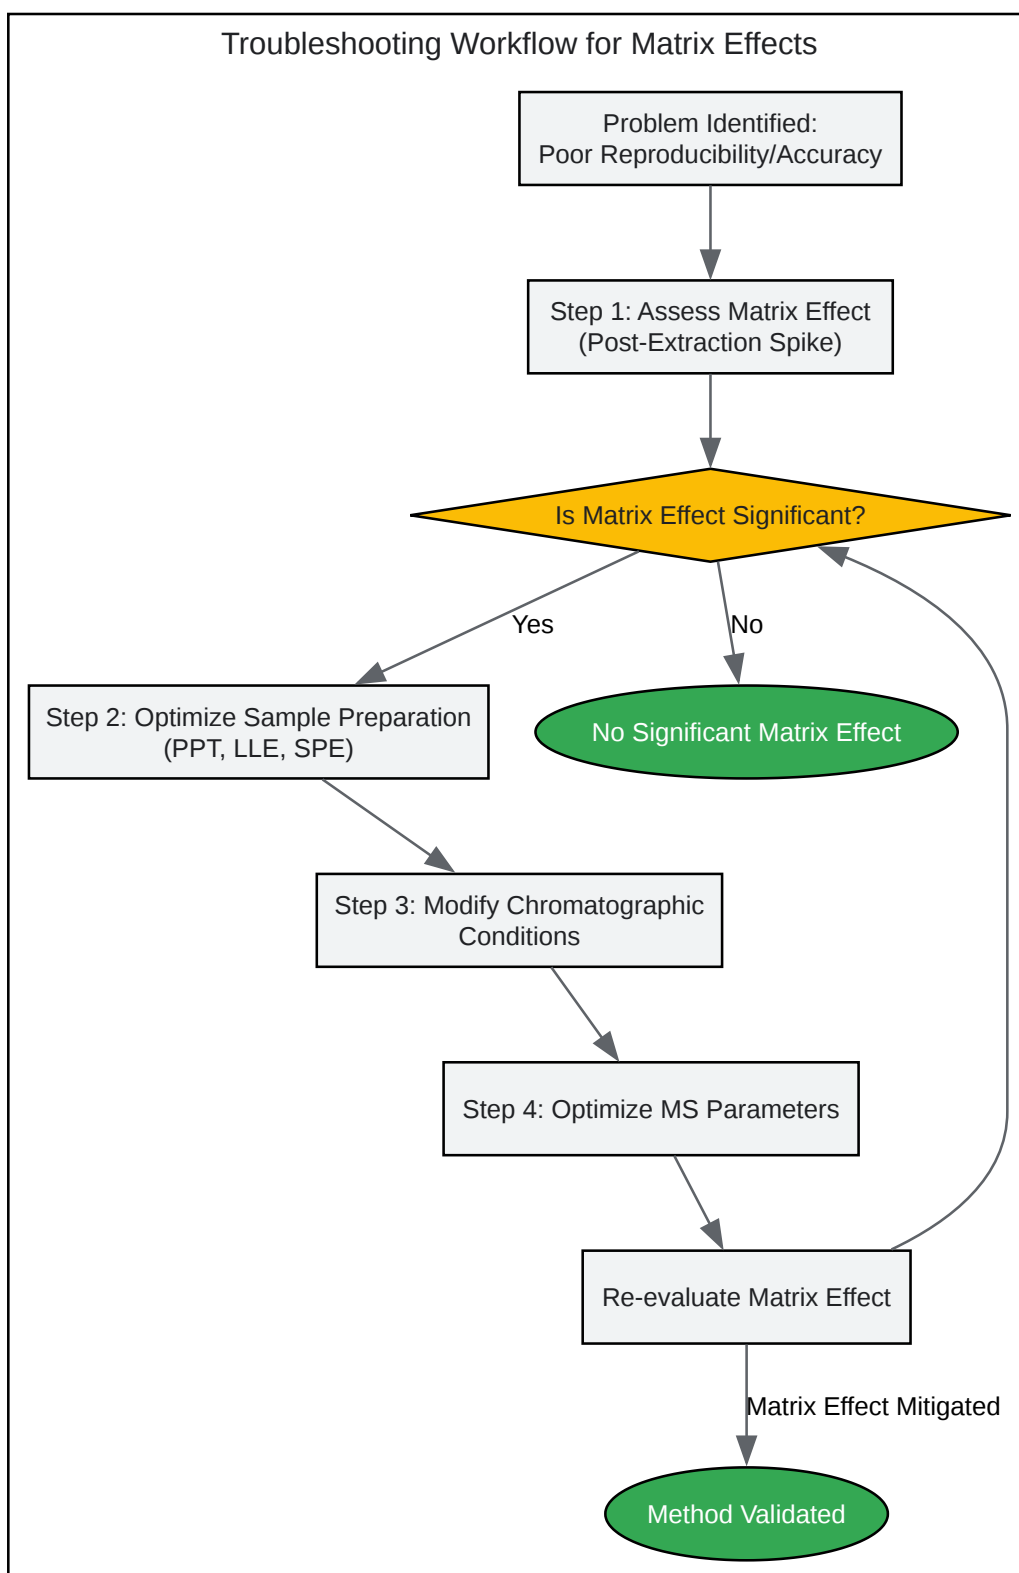 Troubleshooting Workflow for Matrix Effects
Problem Identified:
Poor Reproducibility/Accuracy
Step 1: Assess Matrix Effect
(Post-Extraction Spike)
Is Matrix Effect Significant?
Yes
No
Step 2: Optimize Sample Preparation
(PPT, LLE, SPE)
No Significant Matrix Effect
Step 3: Modify Chromatographic
Conditions
Step 4: Optimize MS Parameters
Re-evaluate Matrix Effect
Matrix Effect Mitigated
Method Validated